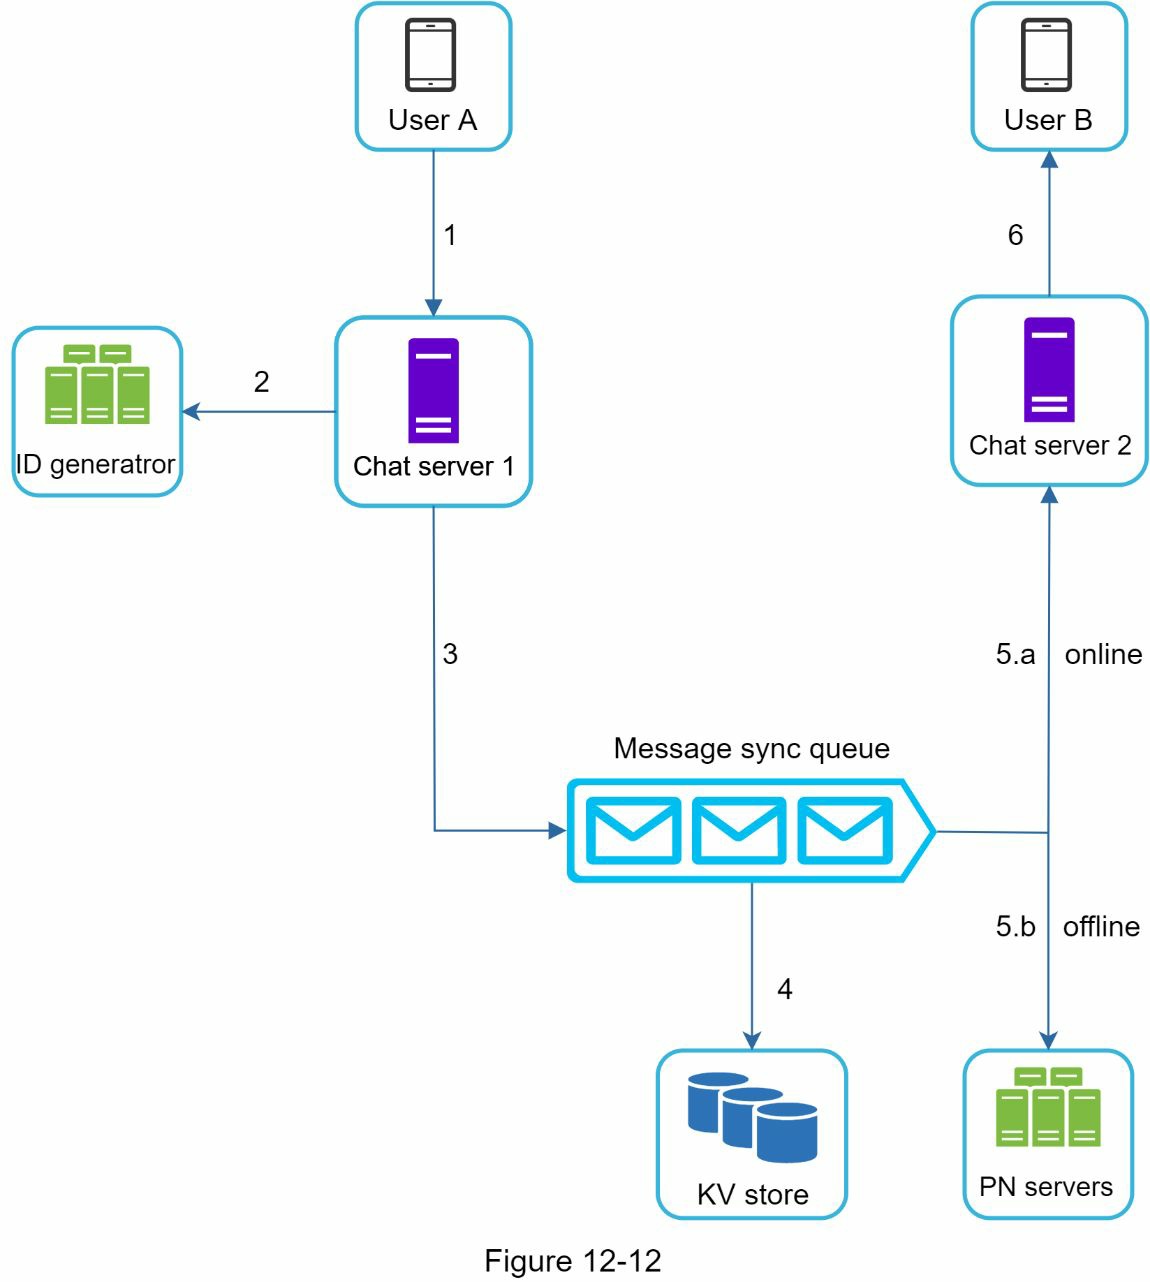 User A
User B
1
6
2
ID generatror
Chat server 1
Chat server 2
3
5.a
online
Message sync queue
5.b
offline
4
KV store
PN servers
Figure 12-12